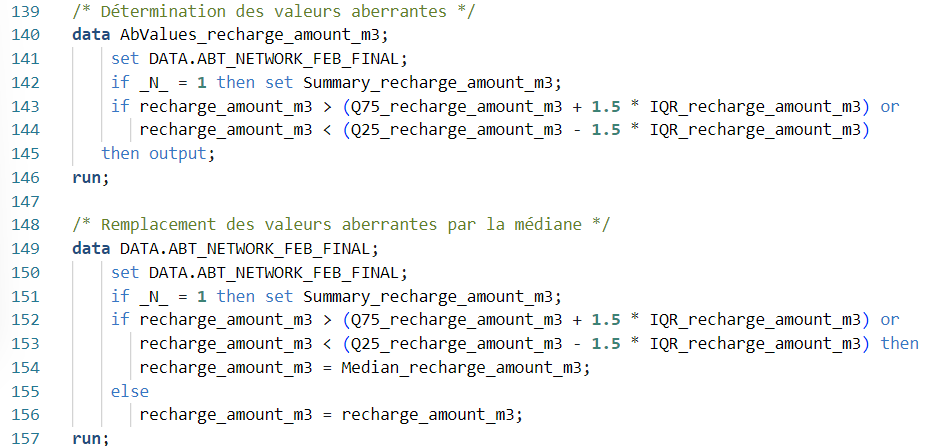 139 /* Détermination des valeurs aberrantes */
140 data AbValues_recharge_amount_m3;
141     set DATA.ABT_NETWORK_FEB_FINAL;
142     if _N_ = 1 then set Summary_recharge_amount_m3;
143     if recharge_amount_m3 > (Q75_recharge_amount_m3 + 1.5 * IQR_recharge_amount_m3) or
144       recharge_amount_m3 < (Q25_recharge_amount_m3 - 1.5 * IQR_recharge_amount_m3)
145    then output;
146 run;
147
148 /* Remplacement des valeurs aberrantes par la médiane */
149 data DATA.ABT_NETWORK_FEB_FINAL;
150     set DATA.ABT_NETWORK_FEB_FINAL;
151     if _N_ = 1 then set Summary_recharge_amount_m3;
152     if recharge_amount_m3 > (Q75_recharge_amount_m3 + 1.5 * IQR_recharge_amount_m3) or
153        recharge_amount_m3 < (Q25_recharge_amount_m3 - 1.5 * IQR_recharge_amount_m3) then
154        recharge_amount_m3 = Median_recharge_amount_m3;
155     else
156        recharge_amount_m3 = recharge_amount_m3;
157 run;